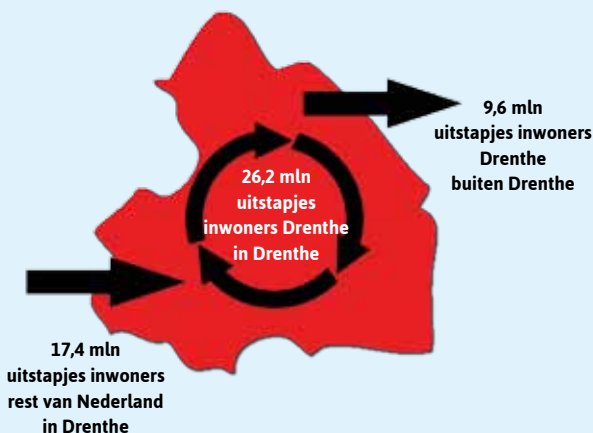 9,6 mln
uitstapjes inwoners
Drenthe
buiten Drenthe
26,2 mln
uitstapjes
inwoners Drenthe
in Drenthe
17,4 mln
uitstapjes inwoners
rest van Nederland
in Drenthe